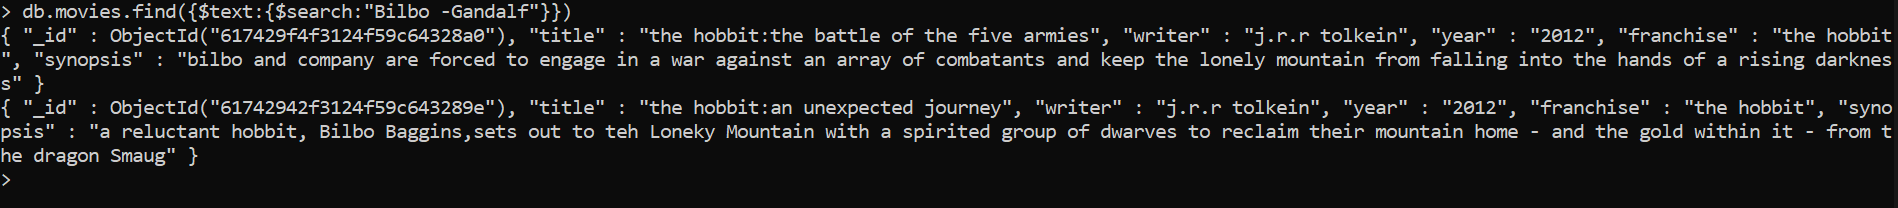 > db.movies.find({$text:{$search:"Bilbo -Gandalf"}})
{ "_id" : ObjectId("617429f4f3124f59c64328a0"), "title" : "the hobbit:the battle of the five armies", "writer" : "j.r.r tolkein", "year" : "2012", "franchise" : "the hobbit
", "synopsis" : "bilbo and company are forced to engage in a war against an array of combatants and keep the lonely mountain from falling into the hands of a rising darknes
s" }
{ "_id" : ObjectId("61742942f3124f59c643289e"), "title" : "the hobbit:an unexpected journey", "writer" : "j.r.r tolkein", "year" : "2012", "franchise" : "the hobbit", "syno
psis" : "a reluctant hobbit, Bilbo Baggins,sets out to teh Loneky Mountain with a spirited group of dwarves to reclaim their mountain home - and the gold within it - from t
he dragon Smaug" }
>